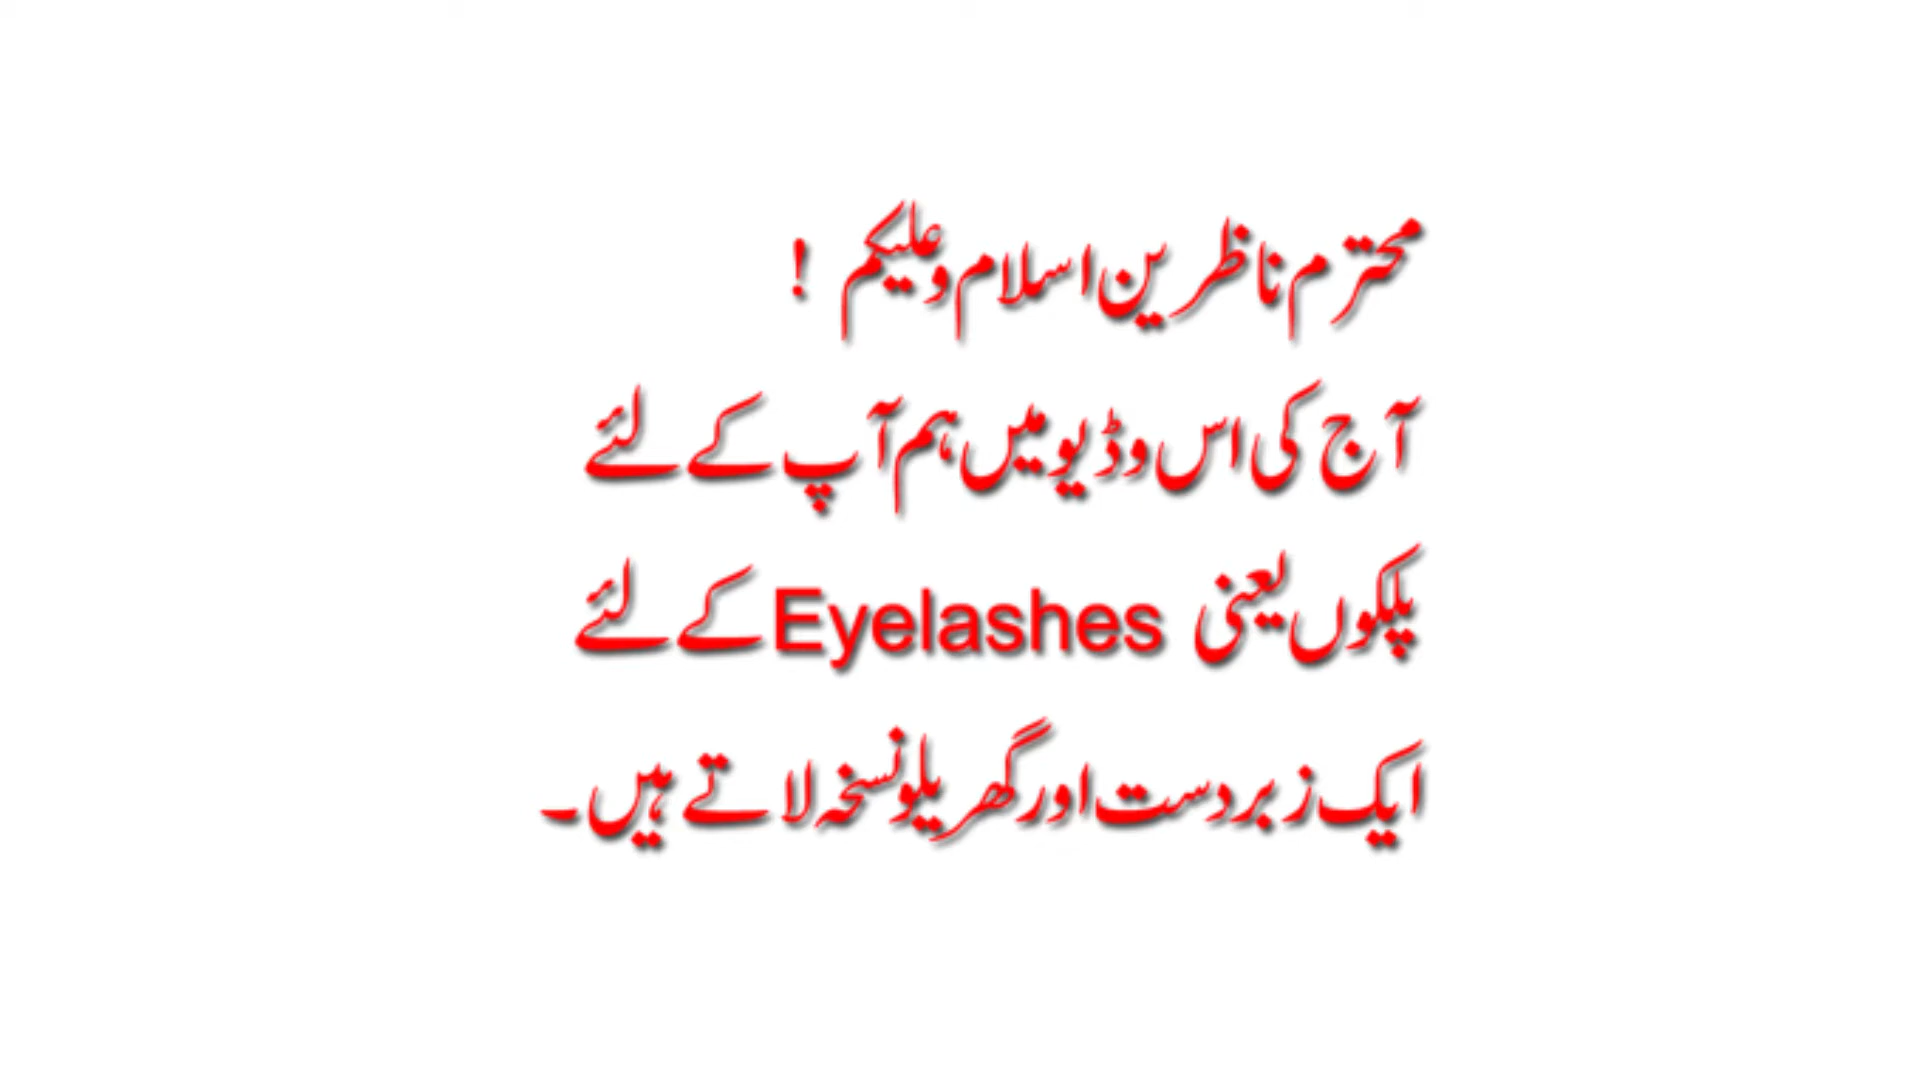 محترم ناظرین اسلام وعلیکم !
آج کی اس وڈیو میں ہم آپ کے لئے
پلکوں یعنی Eyelashes کے لئے
ایک زبردست اور گھریلو نسخہ لاتے ہیں۔